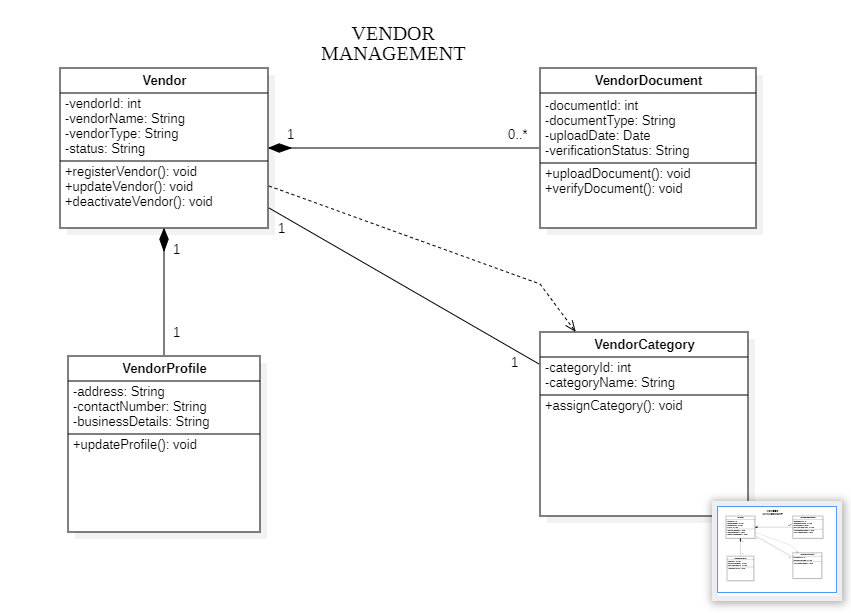 VENDOR
MANAGEMENT
Vendor
-vendorId: int
-vendorName: String
-vendorType: String
-status: String
+registerVendor(): void
+updateVendor(): void
+deactivateVendor(): void
1
0..*
VendorDocument
-documentId: int
-documentType: String
-uploadDate: Date
-verificationStatus: String
+uploadDocument(): void
+verifyDocument(): void
1
1
1
1
VendorProfile
-address: String
-contactNumber: String
-businessDetails: String
+updateProfile(): void
VendorCategory
-categoryId: int
-categoryName: String
+assignCategory(): void